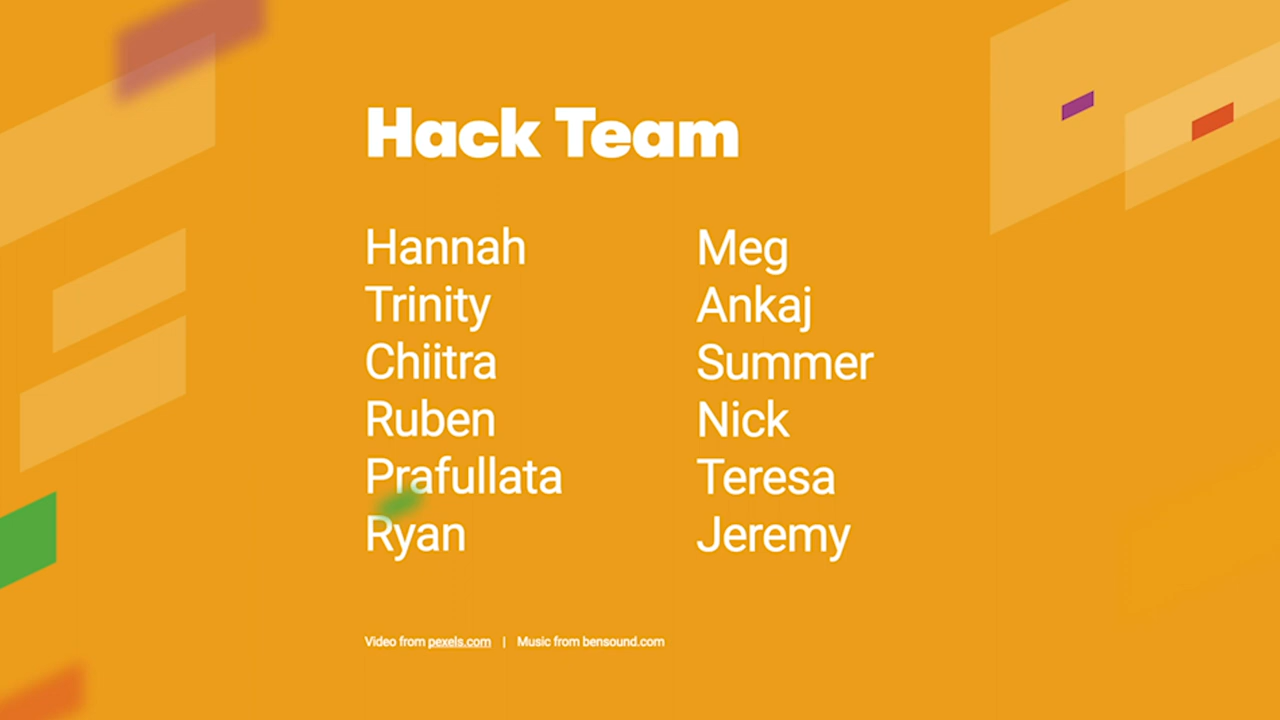 Hack Team
Hannah
Trinity
Chiitra
Ruben
Prafullata
Ryan
Meg
Ankaj
Summer
Nick
Teresa
Jeremy
Video from pexels.com | Music from bensound.com